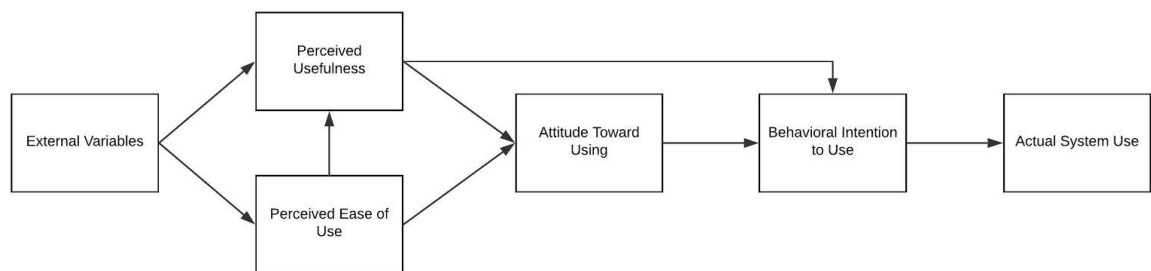 Perceived
Usefulness
External Variables
Attitude Toward
Using
Behavioral Intention
to Use
Actual System Use
Perceived Ease of
Use